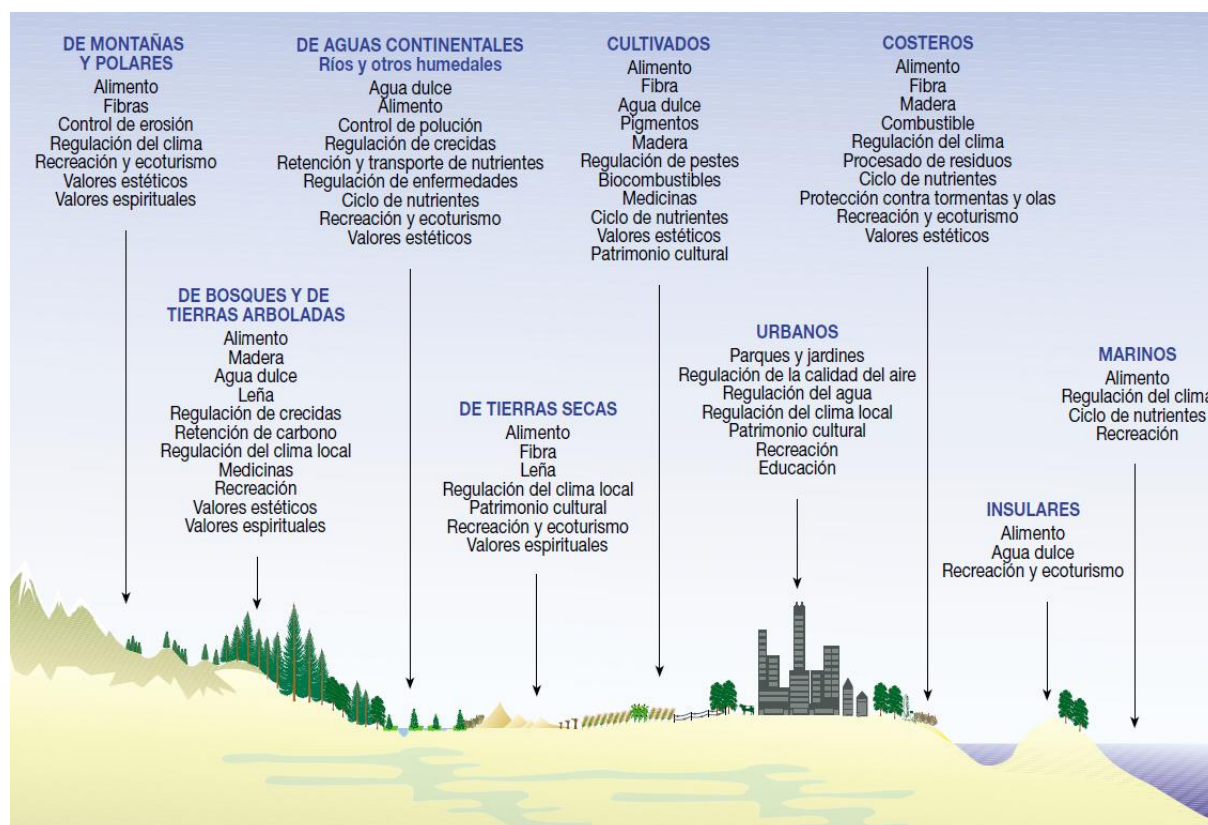 DE MONTAÑAS
Y POLARES
Alimento
Fibras
Control de erosión
Regulación del clima
Recreación y ecoturismo
Valores estéticos
Valores espirituales
DE AGUAS CONTINENTALES
Ríos y otros humedales
Agua dulce
Alimento
Control de polución
Regulación de crecidas
Retención y transporte de nutrientes
Regulación de enfermedades
Ciclo de nutrientes
Recreación y ecoturismo
Valores estéticos
CULTIVADOS
Alimento
Fibra
Agua dulce
Pigmentos
Madera
Regulación de pestes
Biocombustibles
Medicinas
Ciclo de nutrientes
Valores estéticos
Patrimonio cultural
COSTEROS
Alimento
Fibra
Madera
Combustible
Regulación del clima
Procesado de residuos
Ciclo de nutrientes
Protección contra tormentas y olas
Recreación y ecoturismo
Valores estéticos
DE BOSQUES Y DE
TIERRAS ARBOLADAS
Alimento
Madera
Agua dulce
Leña
Regulación de crecidas
Retención de carbono
Regulación del clima local
Medicinas
Recreación
Valores estéticos
Valores espirituales
DE TIERRAS SECAS
Alimento
Fibra
Leña
Regulación del clima local
Patrimonio cultural
Recreación y ecoturismo
Valores espirituales
URBANOS
Parques y jardines
Regulación de la calidad del aire
Regulación del agua
Regulación del clima local
Patrimonio cultural
Recreación
Educación
MARINOS
Alimento
Regulación del clima
Ciclo de nutrientes
Recreación
INSULARES
Alimento
Agua dulce
Recreación y ecoturismo